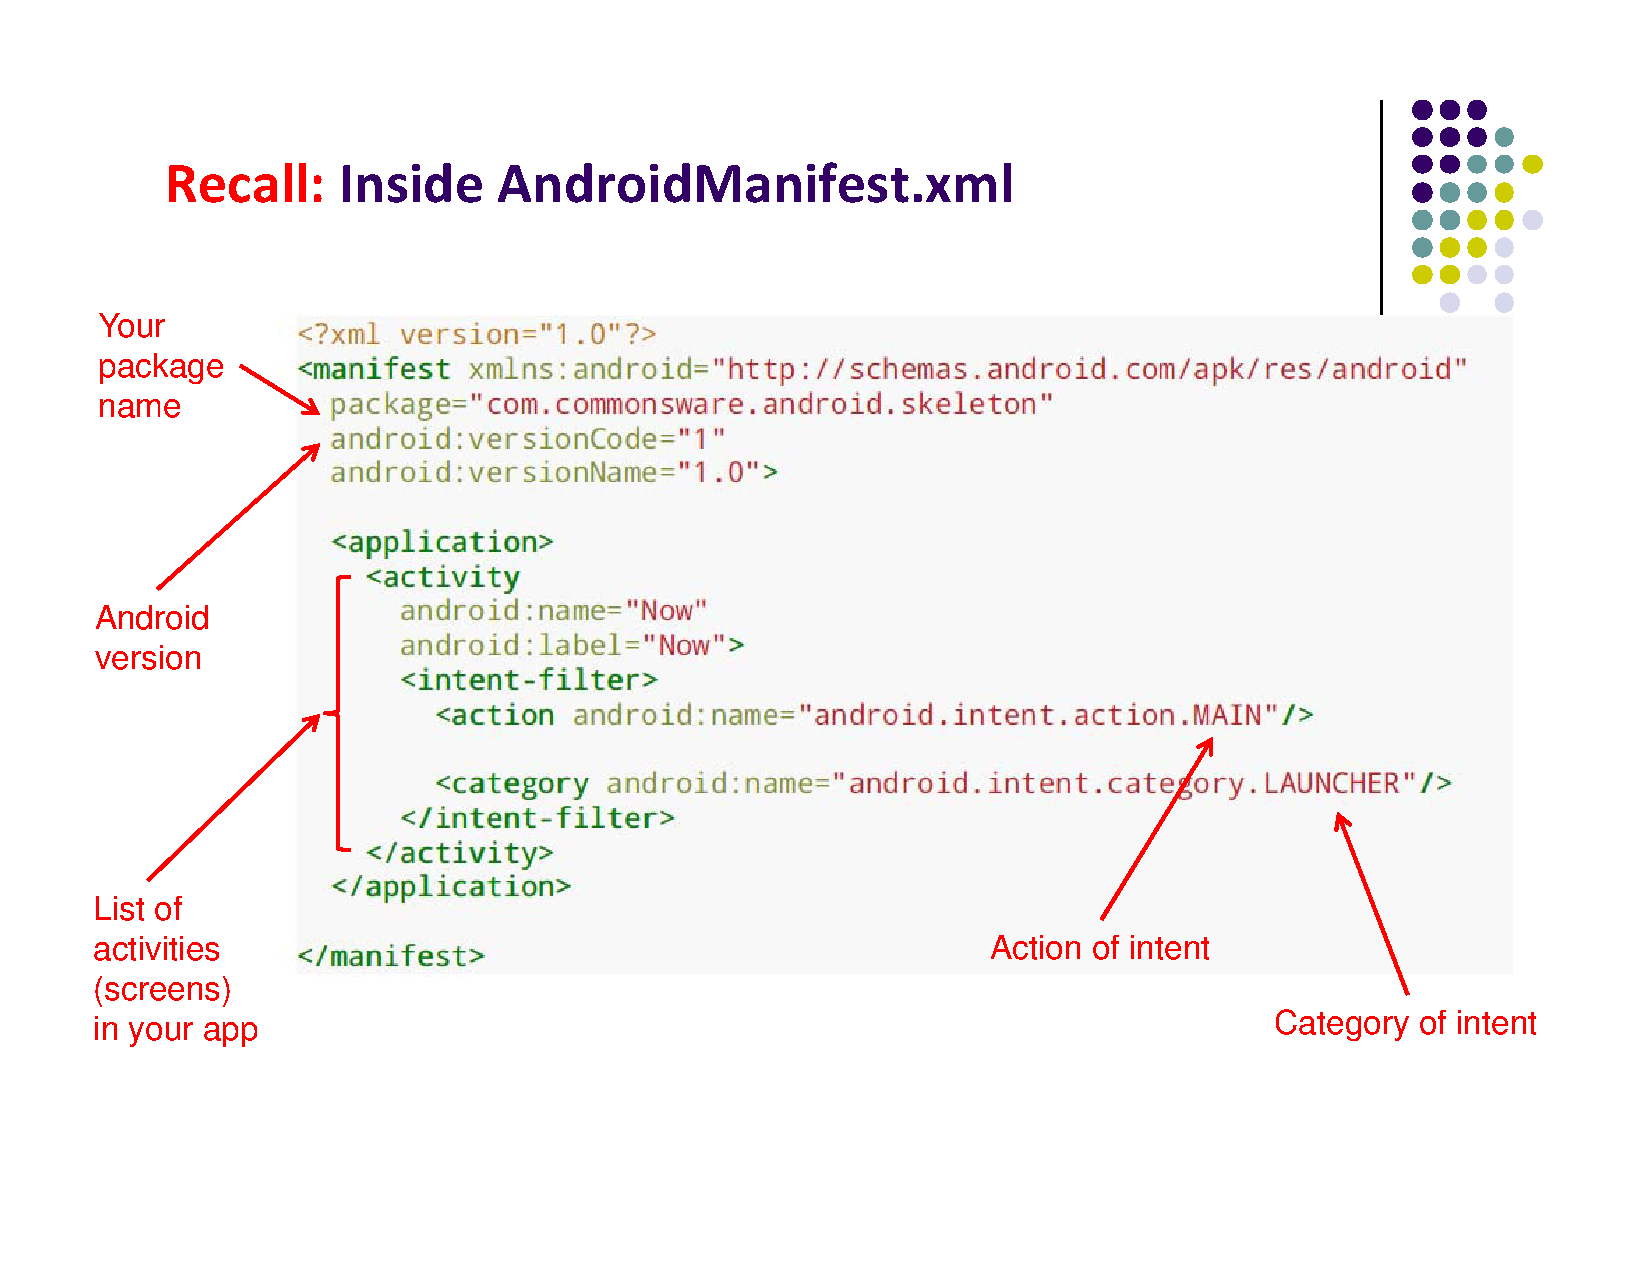 Recall: Inside AndroidManifest.xml
Your
package
name
<?xml version="1.0"?>
<manifest xmlns:android="http://schemas.android.com/apk/res/android"
package="com.commonsware.android.skeleton"
android:versionCode="1"
android:versionName="1.0">
<application>
<activity
android:name="Now"
android:label="Now">
<intent-filter>
<action android:name="android.intent.action.MAIN"/>
<category android:name="android.intent.category.LAUNCHER"/>
</intent-filter>
</activity>
</application>
</manifest>
Android
version
List of
activities
(screens)
in your app
Action of intent
Category of intent